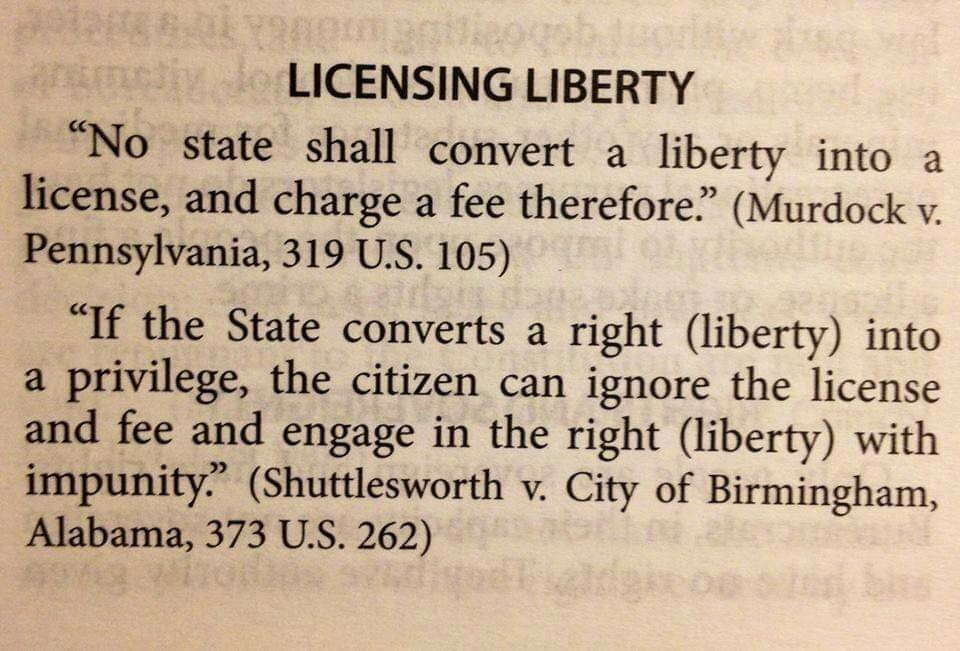 LICENSING LIBERTY
“No state shall convert a liberty into a
license, and charge a fee therefore.” (Murdock v.
Pennsylvania, 319 U.S. 105)
“If the State converts a right (liberty) into
a privilege, the citizen can ignore the license
and fee and engage in the right (liberty) with
impunity.” (Shuttlesworth v. City of Birmingham,
Alabama, 373 U.S. 262)